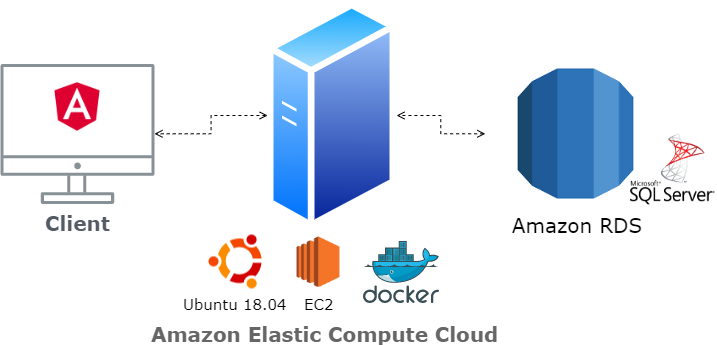 A
Client
Microsoft
SQL Server
Amazon RDS
docker
Ubuntu 18.04
EC2
Amazon Elastic Compute Cloud